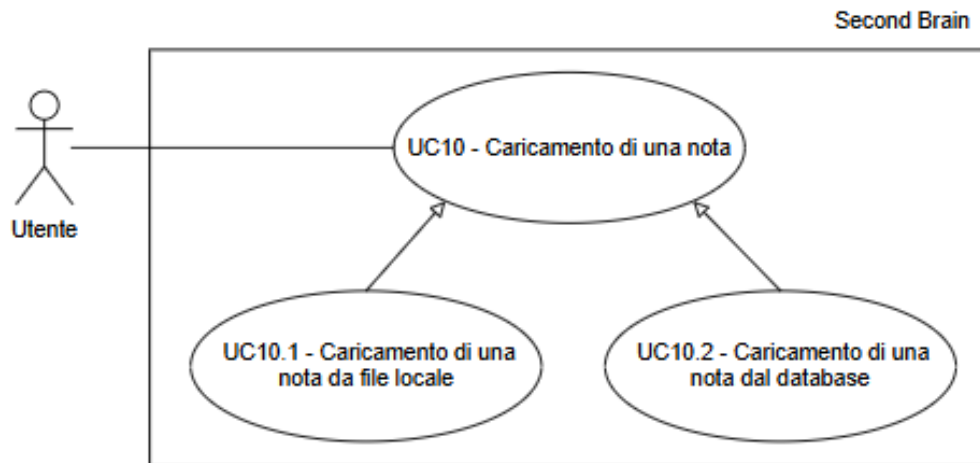 Second Brain
UC10 - Caricamento di una nota
Utente
UC10.1 - Caricamento di una
nota da file locale
UC10.2 - Caricamento di una
nota dal database